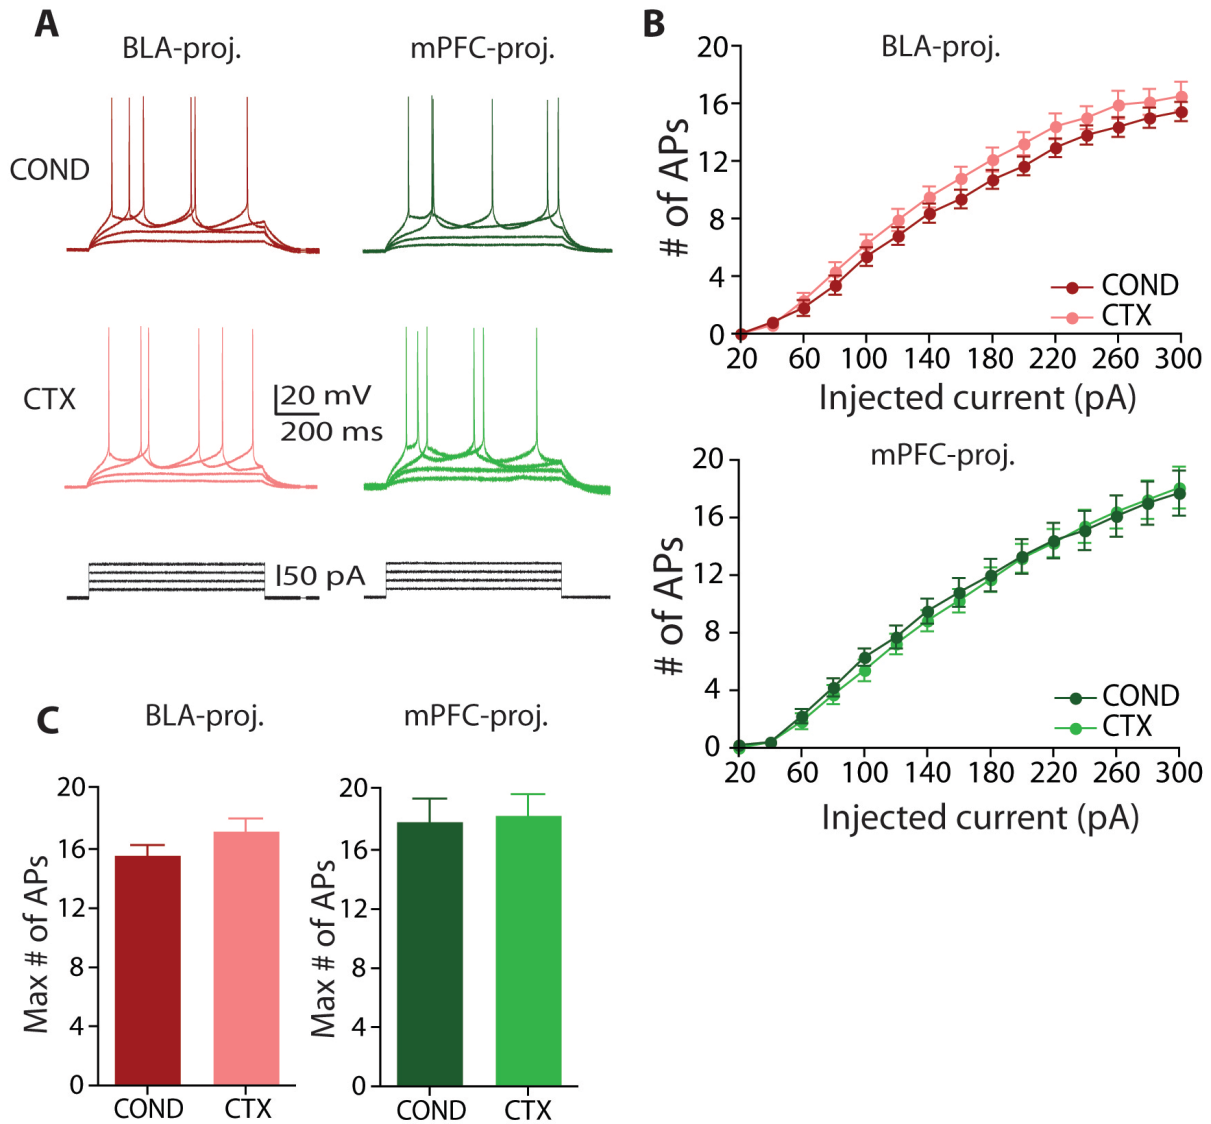 A
BLA-proj.
mPFC-proj.
COND
CTX
20 mV
200 ms
50 pA
B
BLA-proj.
# of APs
20
16
12
8
4
0
COND
CTX
20 60 100 140 180 220 260 300
Injected current (pA)
mPFC-proj.
# of APs
20
16
12
8
4
0
COND
CTX
20 60 100 140 180 220 260 300
Injected current (pA)
C
BLA-proj.
Max # of APs
20
16
12
8
4
0
COND CTX
mPFC-proj.
Max # of APs
20
16
12
8
4
0
COND CTX